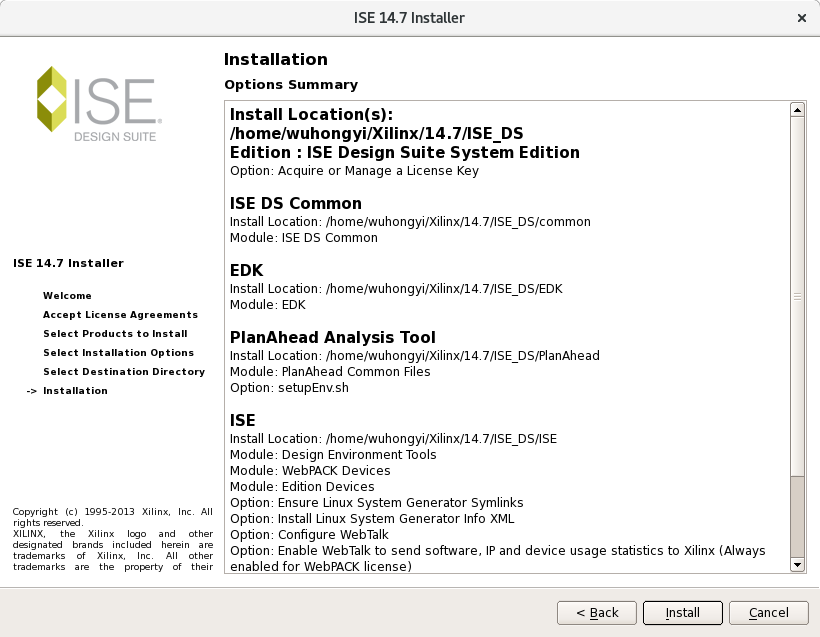 ISE 14.7 Installer
×
ISE
DESIGN SUITE
Installation
Options Summary
Install Location(s):
/home/wuhongyi/Xilinx/14.7/ISE_DS
Edition : ISE Design Suite System Edition
Option: Acquire or Manage a License Key
ISE DS Common
Install Location: /home/wuhongyi/Xilinx/14.7/ISE_DS/common
Module: ISE DS Common
EDK
Install Location: /home/wuhongyi/Xilinx/14.7/ISE_DS/EDK
Module: EDK
PlanAhead Analysis Tool
Install Location: /home/wuhongyi/Xilinx/14.7/ISE_DS/PlanAhead
Module: PlanAhead Common Files
Option: setupEnv.sh
ISE
Install Location: /home/wuhongyi/Xilinx/14.7/ISE_DS/ISE
Module: Design Environment Tools
Module: WebPACK Devices
Module: Edition Devices
Option: Ensure Linux System Generator Symlinks
Option: Install Linux System Generator Info XML
Option: Configure WebTalk
Option: Enable WebTalk to send software, IP and device usage statistics to Xilinx (Always
enabled for WebPACK license)
ISE 14.7 Installer
Welcome
Accept License Agreements
Select Products to Install
Select Installation Options
Select Destination Directory
-> Installation
Copyright (c) 1995-2013 Xilinx, Inc. All
rights reserved.
XILINX, the Xilinx logo and other
designated brands included herein are
trademarks of Xilinx, Inc. All other
trademarks are the property of their
< Back
Install
Cancel